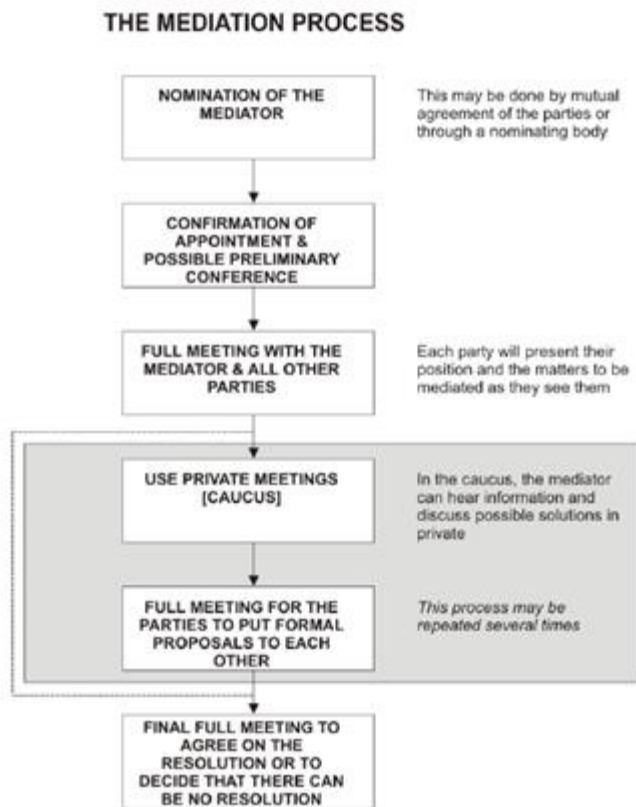 THE MEDIATION PROCESS
NOMINATION OF THE
MEDIATOR
This may be done by mutual
agreement of the parties or
through a nominating body
CONFIRMATION OF
APPOINTMENT &
POSSIBLE PRELIMINARY
CONFERENCE
FULL MEETING WITH THE
MEDIATOR & ALL OTHER
PARTIES
Each party will present their
position and the matters to be
mediated as they see them
USE PRIVATE MEETINGS
[CAUCUS]
In the caucus, the mediator
can hear information and
discuss possible solutions in
private
FULL MEETING FOR THE
PARTIES TO PUT FORMAL
PROPOSALS TO EACH
OTHER
This process may be
repeated several times
FINAL FULL MEETING TO
AGREE ON THE
RESOLUTION OR TO
DECIDE THAT THERE CAN
BE NO RESOLUTION